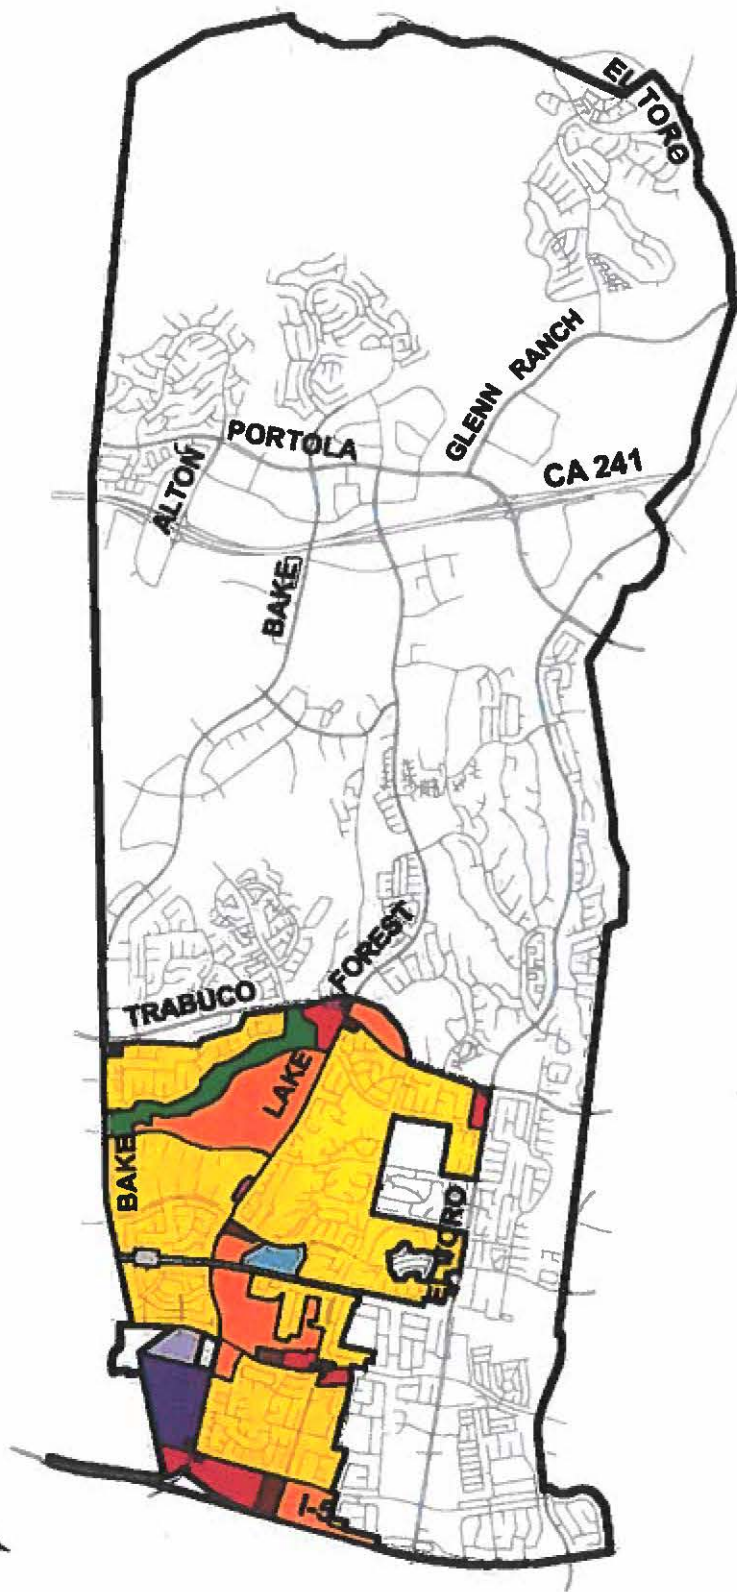 EL TORO
GLENN RANCH
PORTOLA
CA 241
ALTON
BAKE
FOREST
TRABUCO
LAKE
BAKE
EL TORO
I-5